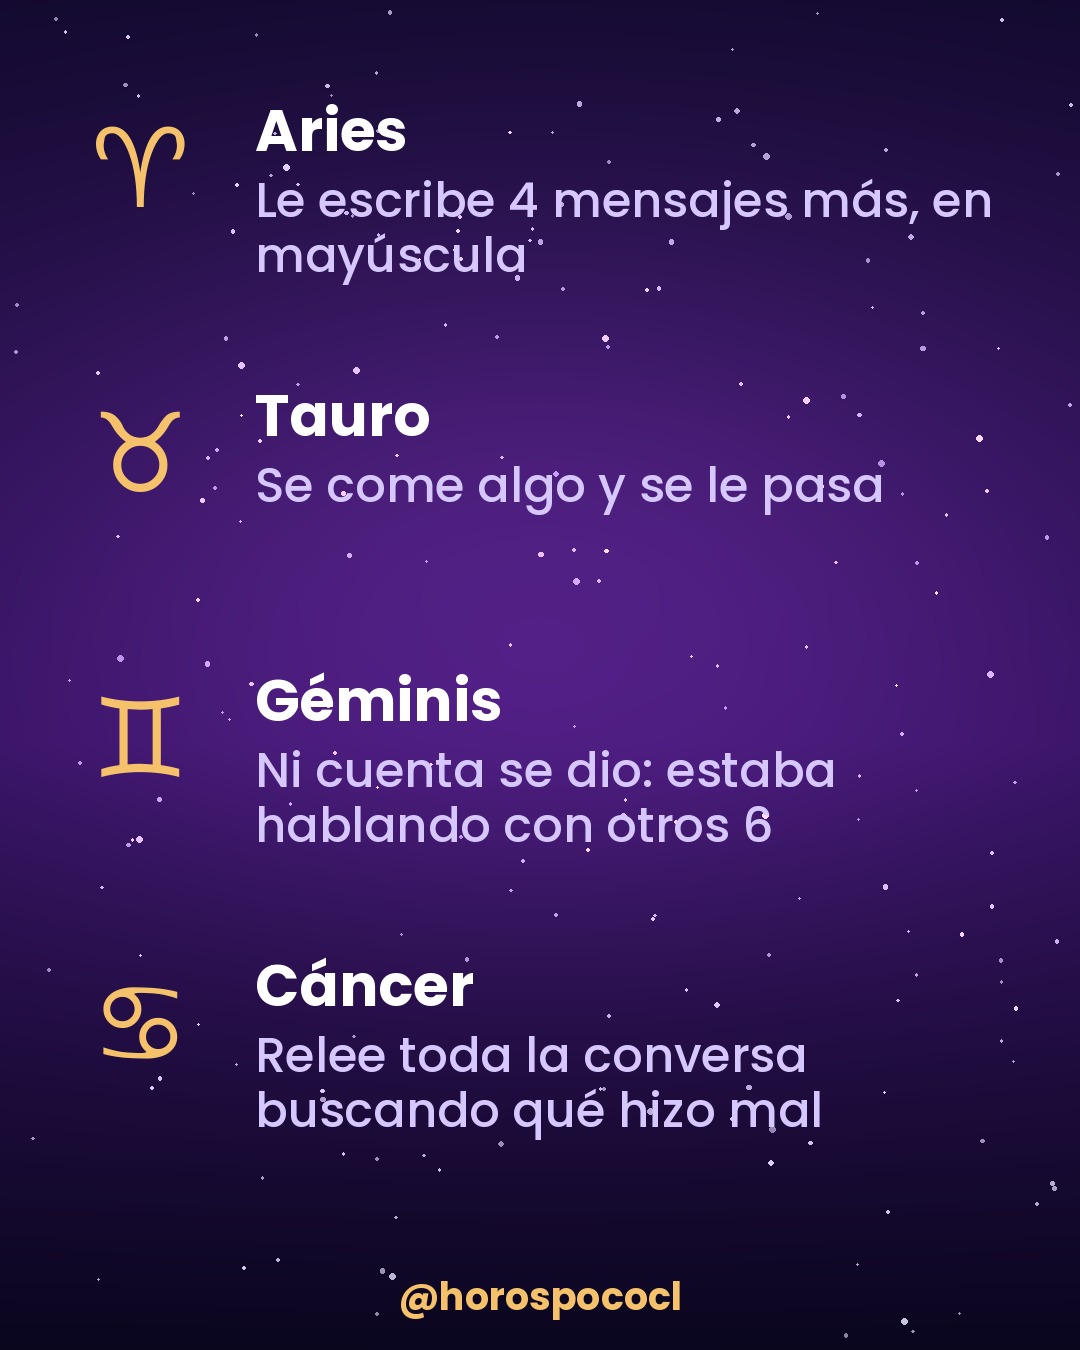 Aries
Le escribe 4 mensajes más, en
mayúscula
Tauro
Se come algo y se le pasa
Géminis
Ni cuenta se dio: estaba
hablando con otros 6
Cáncer
Relee toda la conversa
buscando qué hizo mal
@horospococl